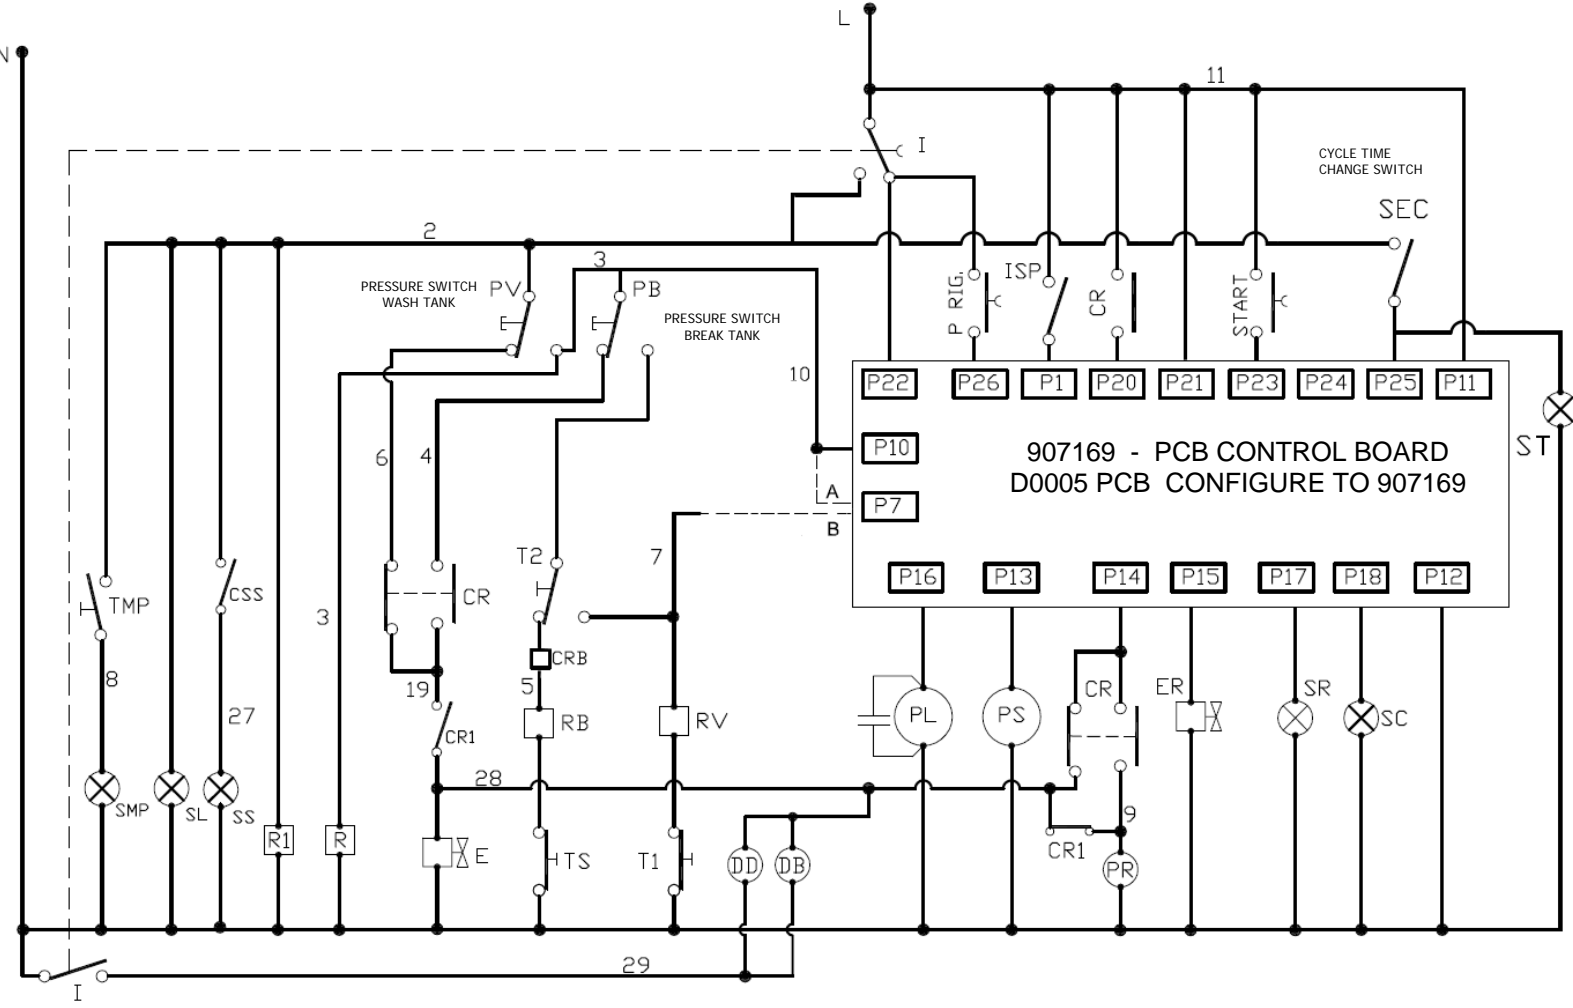 L
N
11
I
CYCLE TIME
CHANGE SWITCH
SEC
2
3
ISP
PRESSURE SWITCH
WASH TANK
PV
PB
P RIG.
CR
START
PRESSURE SWITCH
BREAK TANK
10
P22
P26
P1
P20
P21
P23
P24
P25
P11
6
4
P10
907169 - PCB CONTROL BOARD
ST
D0005 PCB CONFIGURE TO 907169
A
P7
B
T2
7
P16
P13
P14
P15
P17
P18
P12
TMP
CSS
CR
3
CRB
8
19
5
CR
ER
SR
27
CR1
RB
RV
PL
PS
SC
28
SMP
SL
SS
9
R1
R
E
TS
T1
DD
DB
CR1
PR
29
I